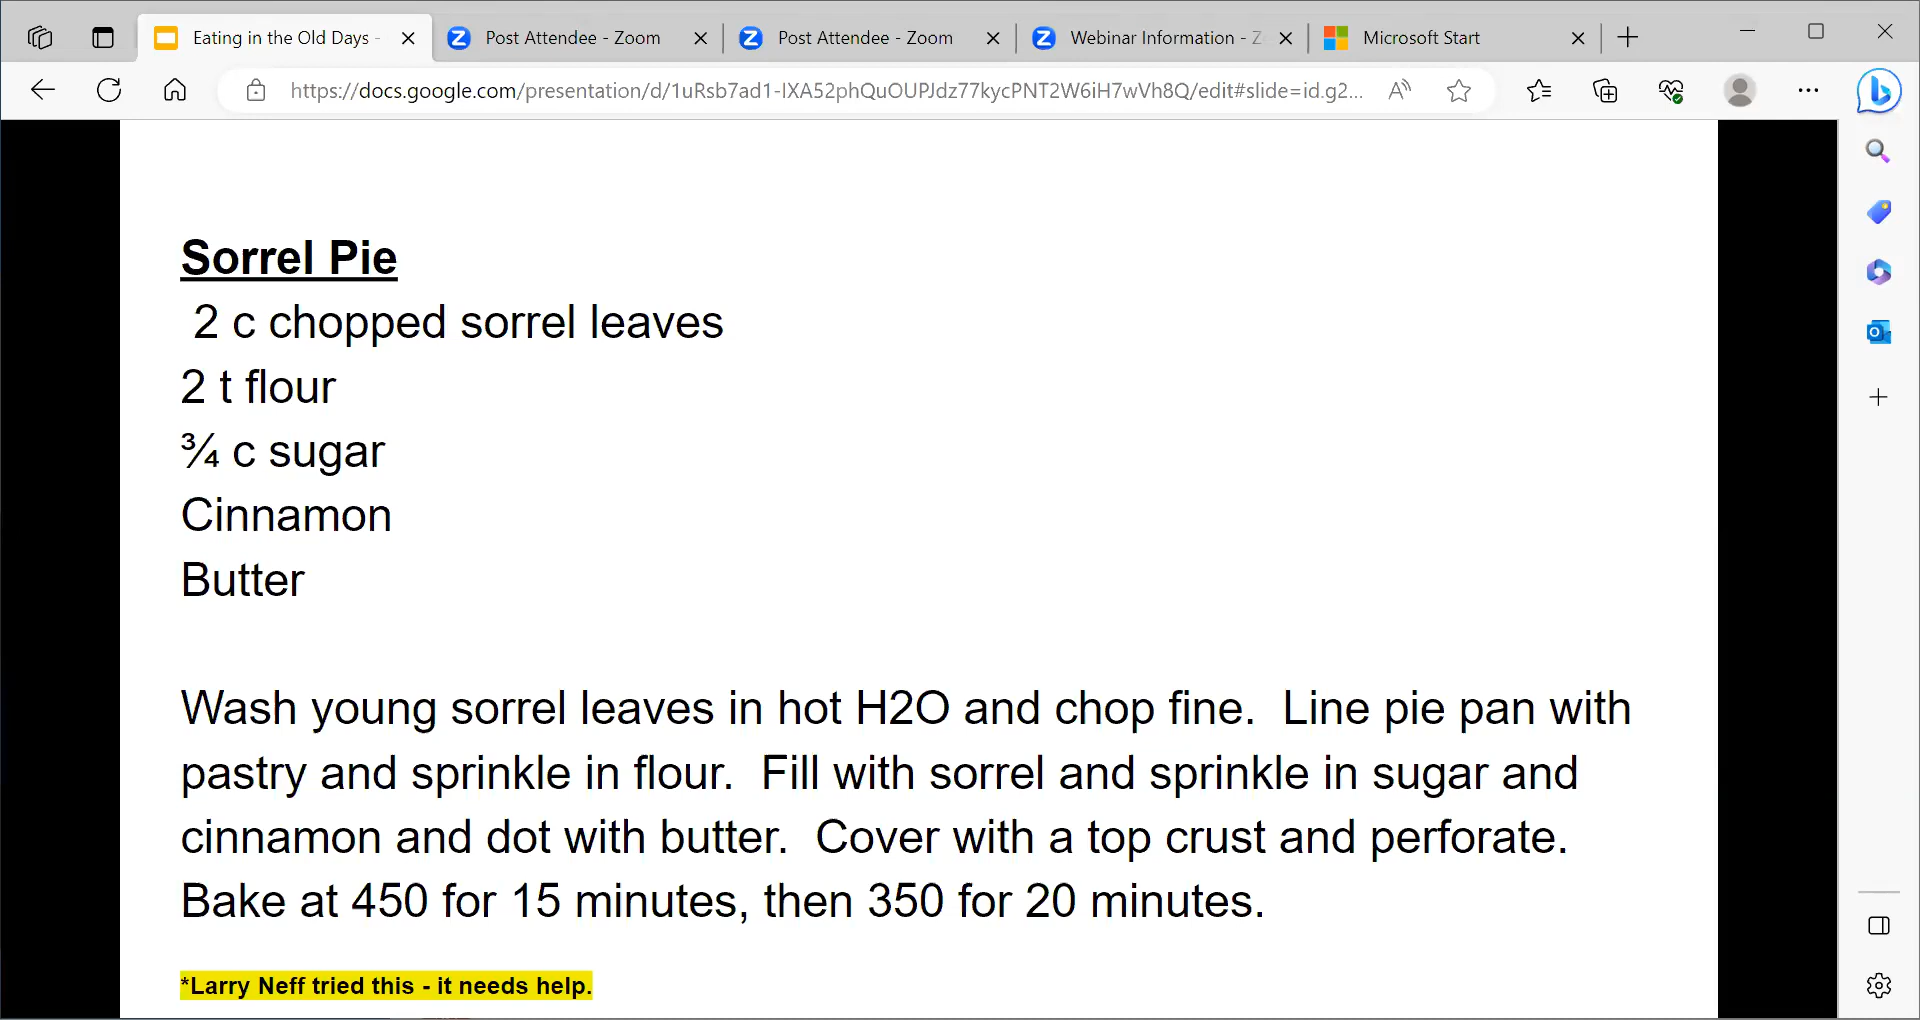 Eating in the Old Days -
Post Attendee - Zoom
Post Attendee - Zoom
Webinar Information - Z
Microsoft Start
https://docs.google.com/presentation/d/1uRsb7ad1-IXA52phQuOUPJdz77kycPNT2W6iH7wVh8Q/edit#slide=id.g2...
Sorrel Pie
2 c chopped sorrel leaves
2 t flour
¾ c sugar
Cinnamon
Butter
Wash young sorrel leaves in hot H2O and chop fine.  Line pie pan with
pastry and sprinkle in flour.  Fill with sorrel and sprinkle in sugar and
cinnamon and dot with butter.  Cover with a top crust and perforate.
Bake at 450 for 15 minutes, then 350 for 20 minutes.
*Larry Neff tried this - it needs help.